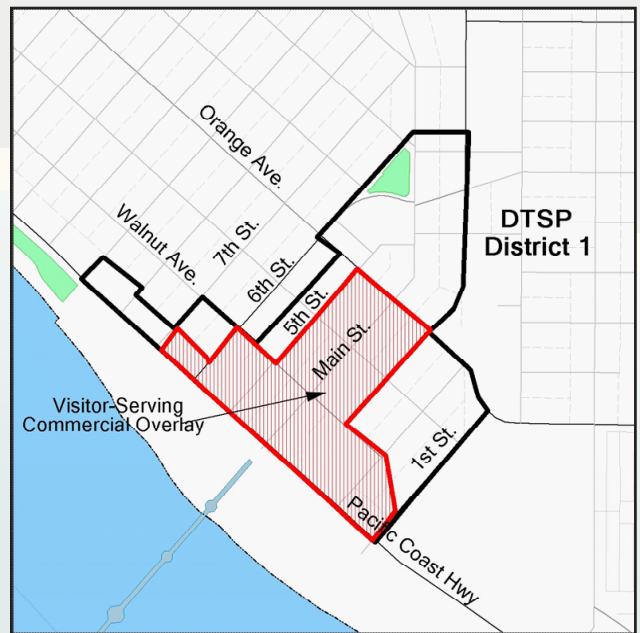 Orange Ave.
Walnut Ave.
7th St.
6th St.
5th St.
DTSP
District 1
Main St.
Visitor-Serving
Commercial Overlay
1st St.
Pacific Coast Hwy